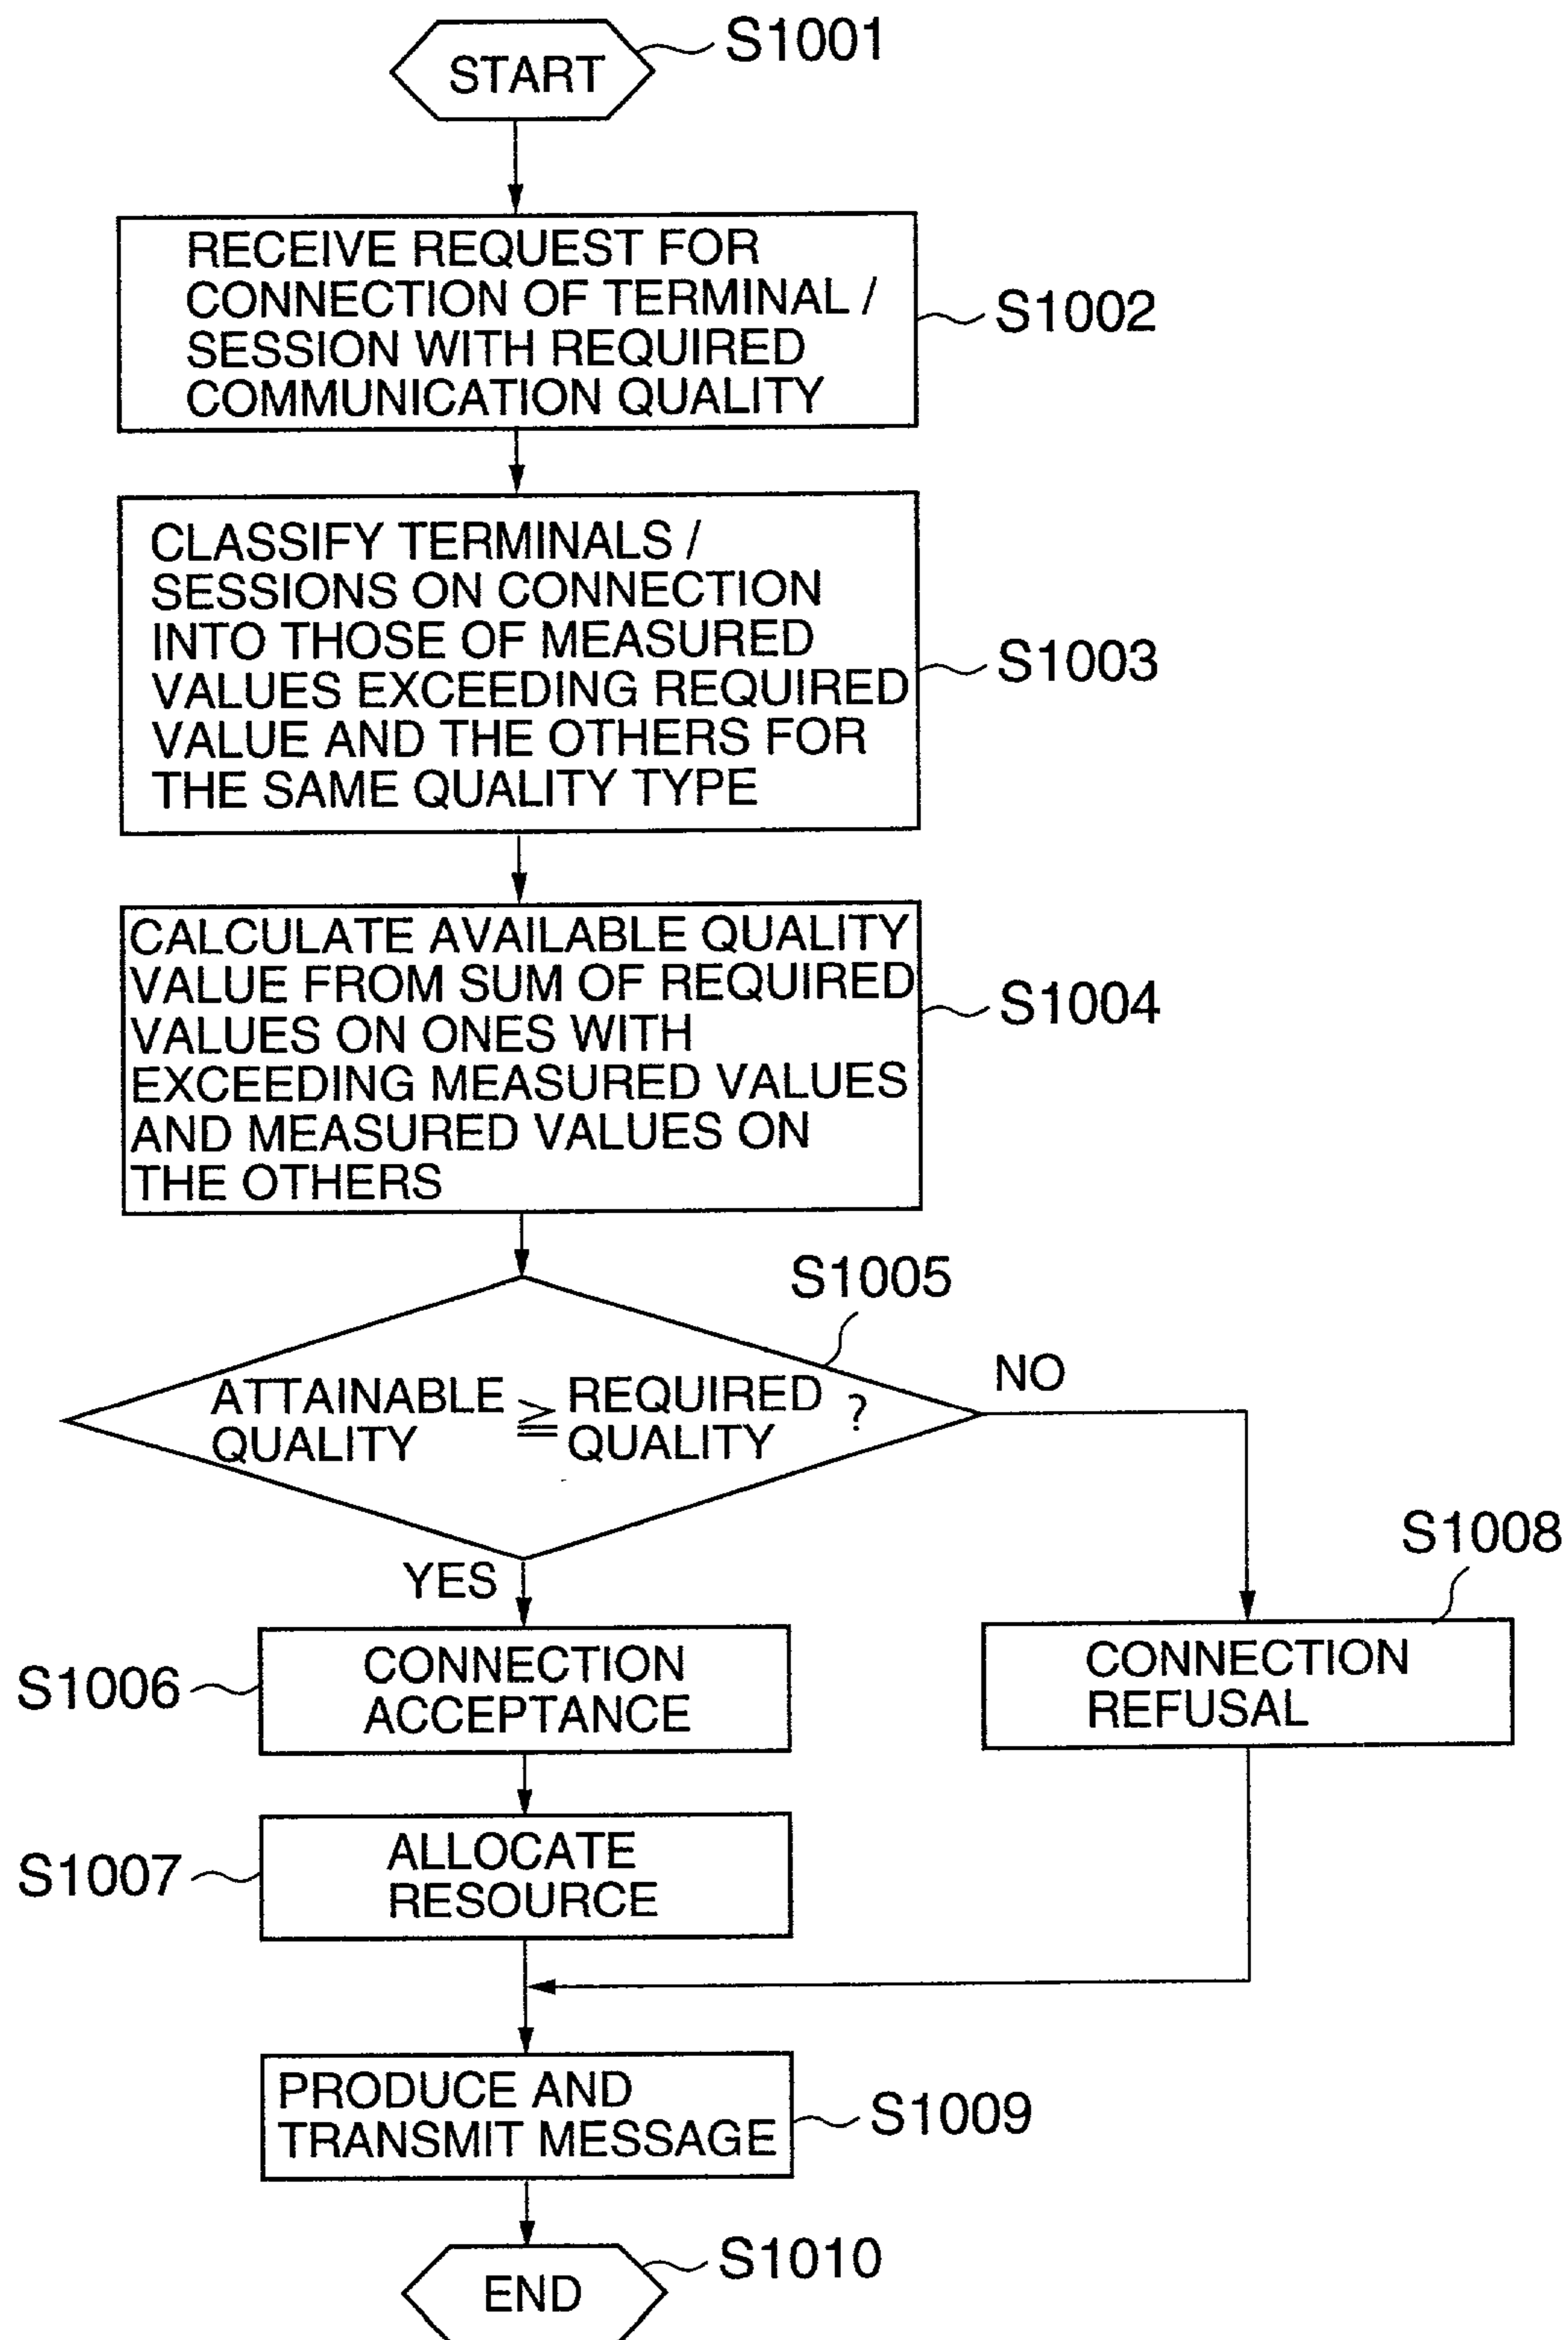 START
S1001
RECEIVE REQUEST FOR
CONNECTION OF TERMINAL /
SESSION WITH REQUIRED
COMMUNICATION QUALITY
S1002
CLASSIFY TERMINALS /
SESSIONS ON CONNECTION
INTO THOSE OF MEASURED
VALUES EXCEEDING REQUIRED
VALUE AND THE OTHERS FOR
THE SAME QUALITY TYPE
S1003
CALCULATE AVAILABLE QUALITY
VALUE FROM SUM OF REQUIRED
VALUES ON ONES WITH
EXCEEDING MEASURED VALUES
AND MEASURED VALUES ON
THE OTHERS
S1004
S1005
ATTAINABLE
QUALITY
≧
REQUIRED
QUALITY
?
NO
YES
S1006
CONNECTION
ACCEPTANCE
S1008
CONNECTION
REFUSAL
S1007
ALLOCATE
RESOURCE
PRODUCE AND
TRANSMIT MESSAGE
S1009
END
S1010